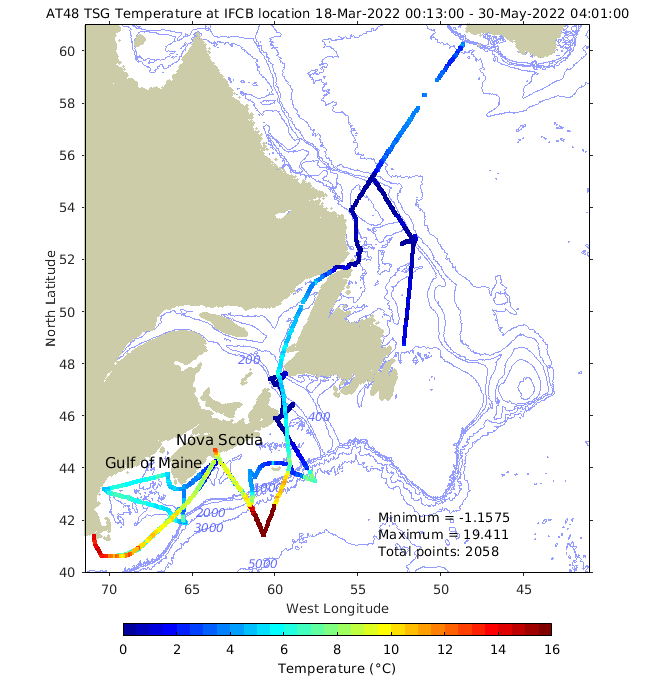 AT48 TSG Temperature at IFCB location 18-Mar-2022 00:13:00 - 30-May-2022 04:01:00
60
58
56
54
52
50
48
46
44
42
40
North Latitude
200
400
Nova Scotia
Gulf of Maine
1000
2000
3000
5000
Minimum = -1.1575
Maximum = 19.411
Total points: 2058
70 65 60 55 50 45
West Longitude
0 2 4 6 8 10 12 14 16
Temperature (°C)